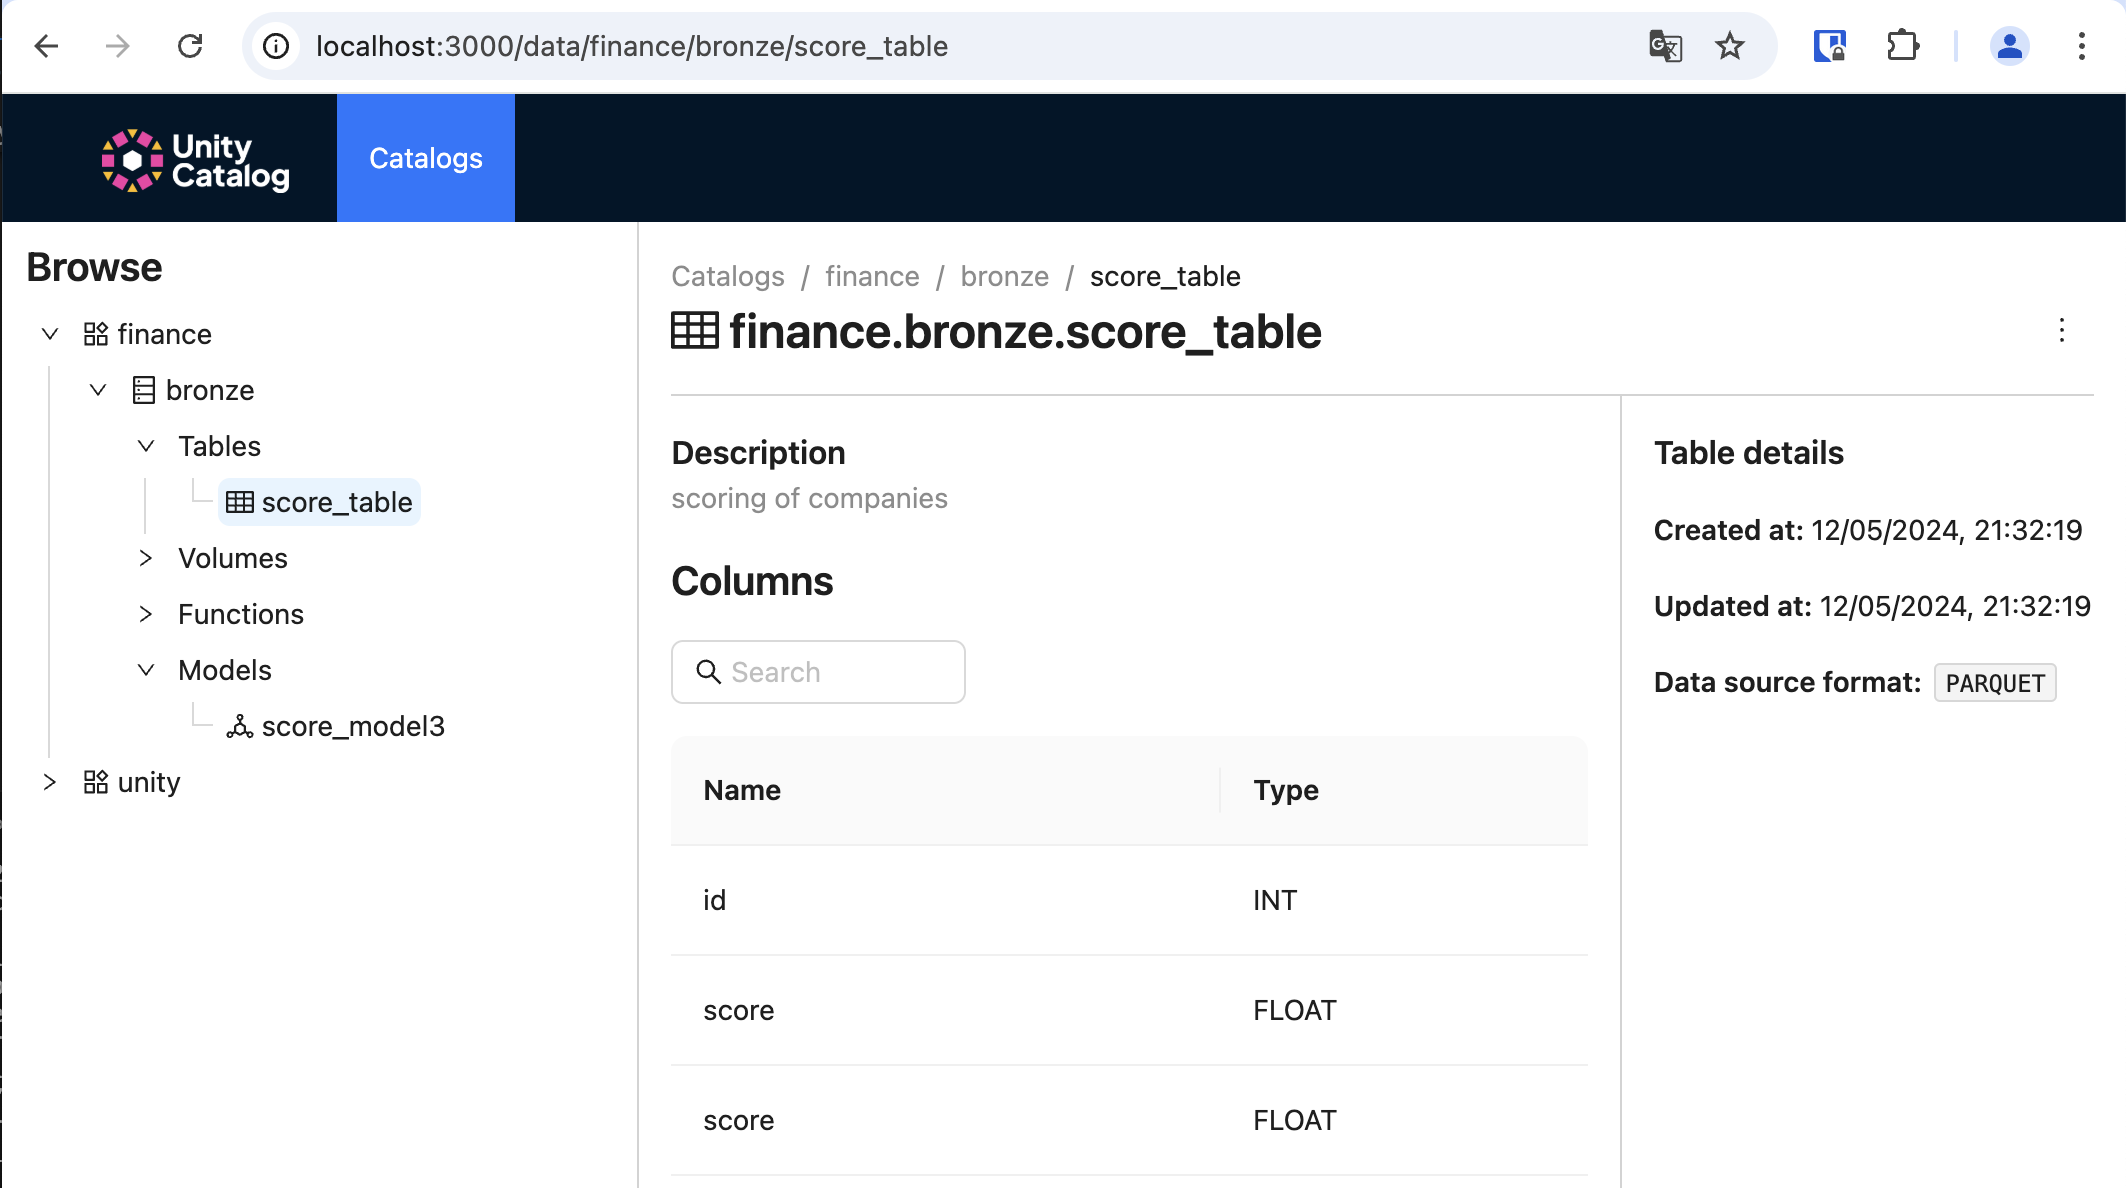 localhost:3000/data/finance/bronze/score_table
Unity
Catalog
Catalogs
Browse
finance
bronze
Tables
score_table
Volumes
Functions
Models
score_model3
unity
Catalogs / finance / bronze / score_table
finance.bronze.score_table
Description
scoring of companies
Columns
Search
Name Type
id INT
score FLOAT
score FLOAT
Table details
Created at: 12/05/2024, 21:32:19
Updated at: 12/05/2024, 21:32:19
Data source format: PARQUET